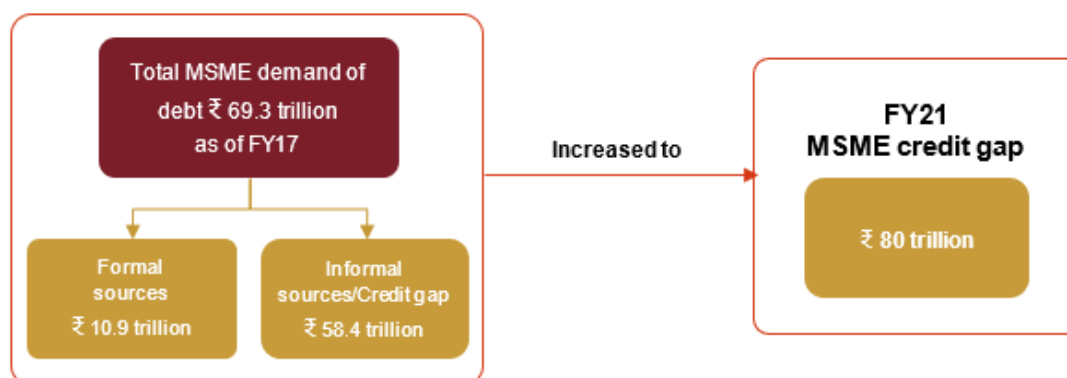 Total MSME demand of
debt ₹ 69.3 trillion
as of FY17
Formal
sources
₹ 10.9 trillion
Informal
sources/Credit gap
₹ 58.4 trillion
Increased to
FY21
MSME credit gap
₹ 80 trillion